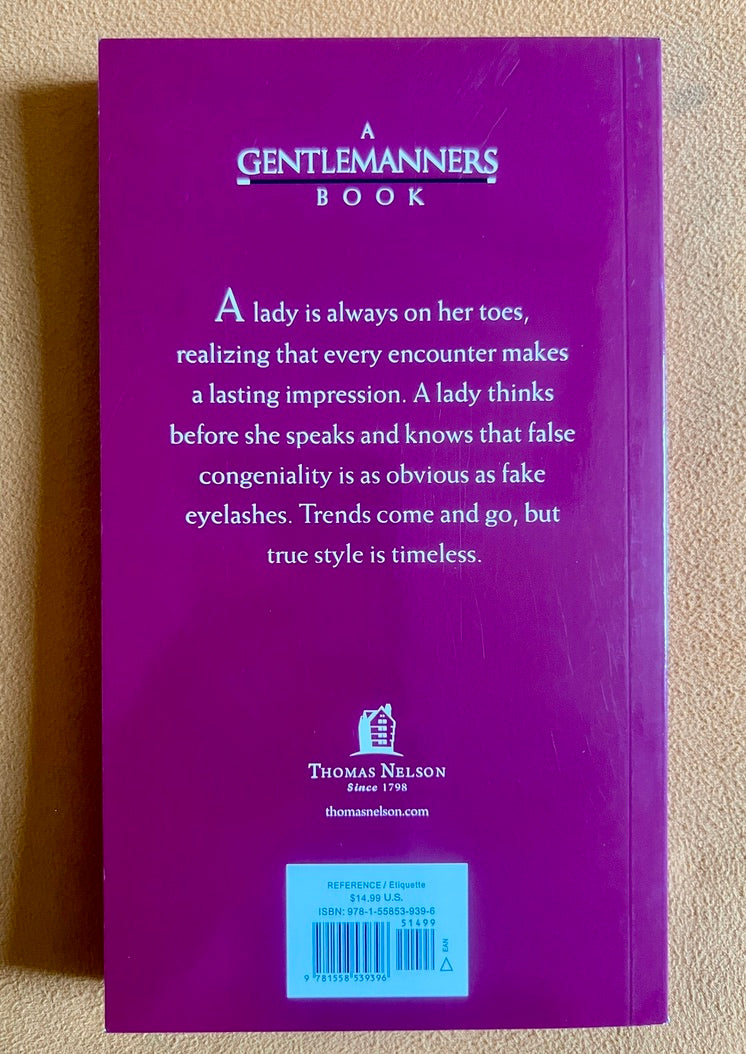 A
GENTLEMANNERS
BOOK
A lady is always on her toes,
realizing that every encounter makes
a lasting impression. A lady thinks
before she speaks and knows that false
congeniality is as obvious as fake
eyelashes. Trends come and go, but
true style is timeless.
THOMAS NELSON
Since 1798
thomasnelson.com
REFERENCE / Etiquette
$14.99 U.S.
ISBN: 978-1-55853-939-6
51499
EAN
9 781558 539396